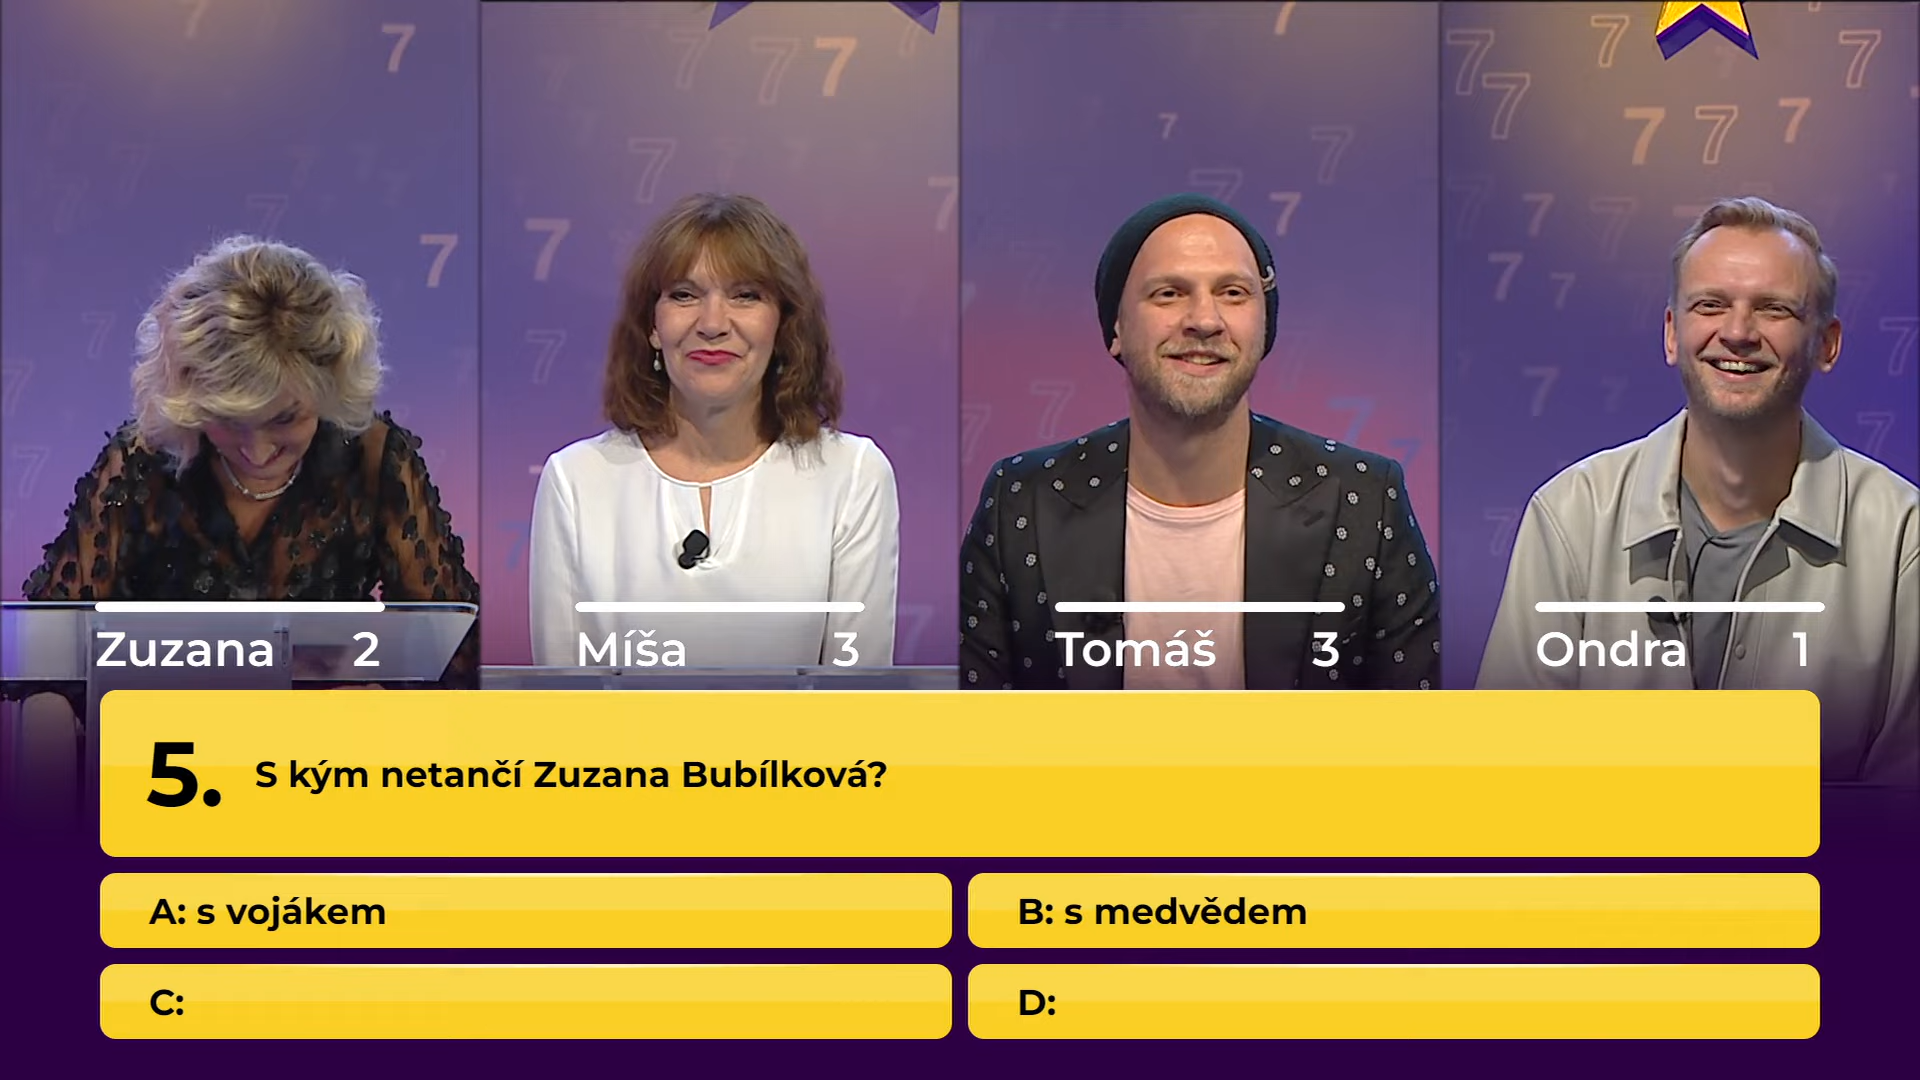 Zuzana 2
Míša 3
Tomáš 3
Ondra 1
5. S kým netančí Zuzana Bubílková?
A: s vojákem
B: s medvědem
C:
D: